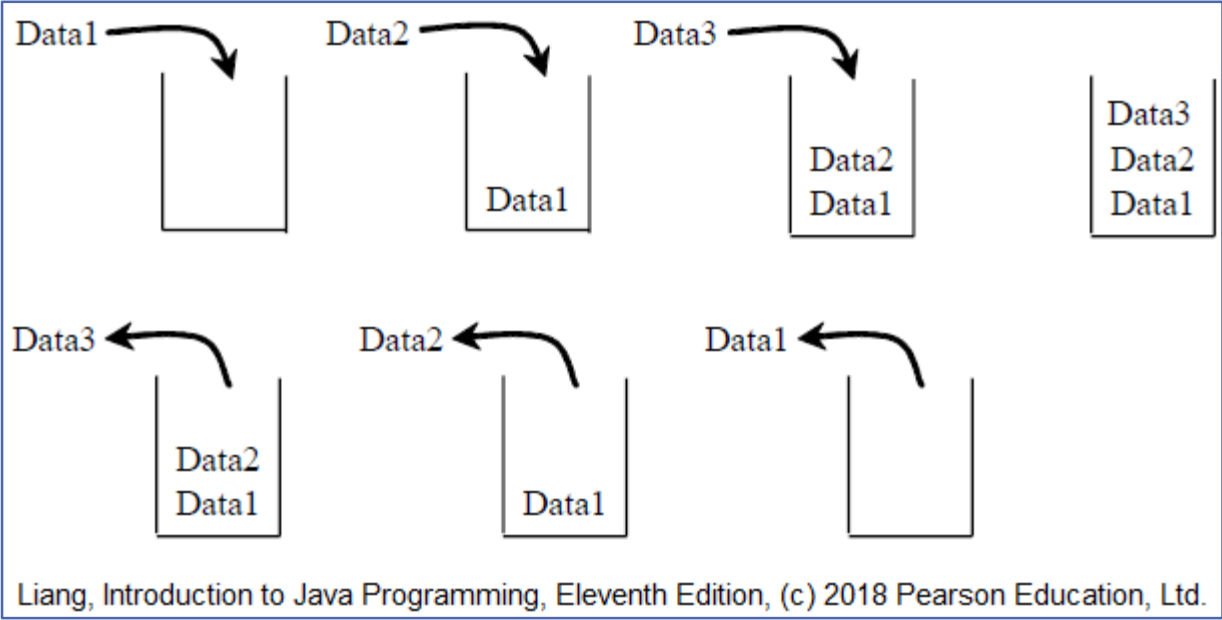 Data1 Data2 Data3
Data3
Data2 Data2
Data1 Data1 Data1
Data3 Data2 Data1
Data2
Data1 Data1
Liang, Introduction to Java Programming, Eleventh Edition, (c) 2018 Pearson Education, Ltd.